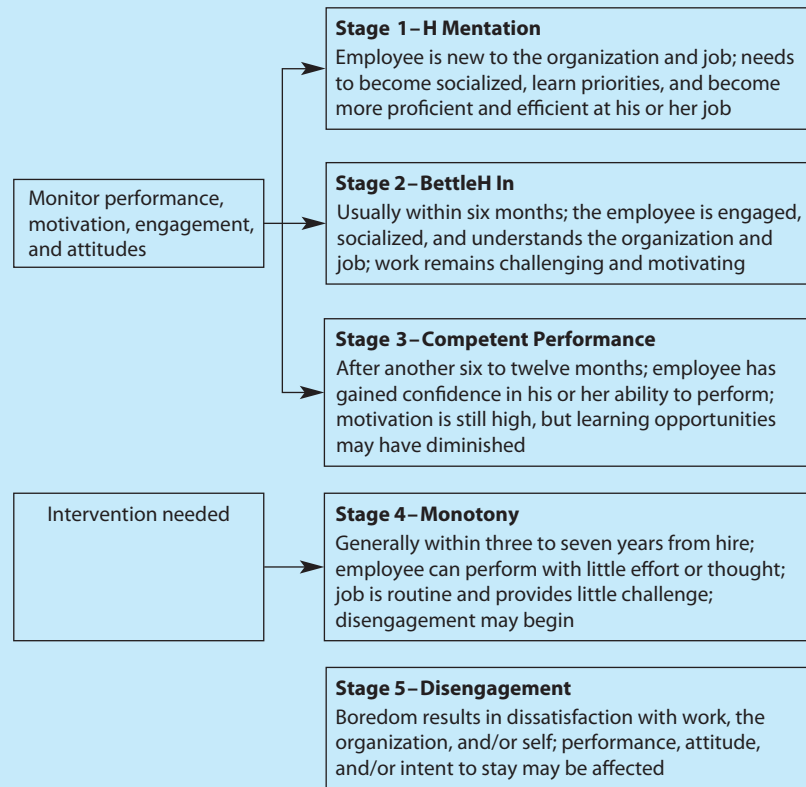 Stage 1–H Mentation
Employee is new to the organization and job; needs
to become socialized, learn priorities, and become
more proficient and efficient at his or her job
Monitor performance,
motivation, engagement,
and attitudes
Stage 2–BettleH In
Usually within six months; the employee is engaged,
socialized, and understands the organization and
job; work remains challenging and motivating
Stage 3–Competent Performance
After another six to twelve months; employee has
gained confidence in his or her ability to perform;
motivation is still high, but learning opportunities
may have diminished
Intervention needed
Stage 4–Monotony
Generally within three to seven years from hire;
employee can perform with little effort or thought;
job is routine and provides little challenge;
disengagement may begin
Stage 5–Disengagement
Boredom results in dissatisfaction with work, the
organization, and/or self; performance, attitude,
and/or intent to stay may be affected